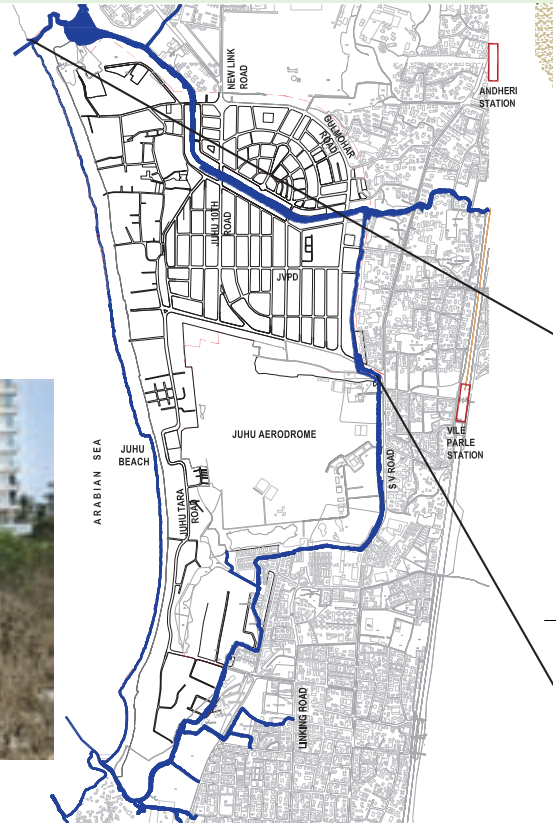 NEW LINK
ROAD
ANDHERI
STATION
GULMOHAR
ROAD
JUHU 10TH
ROAD
JVPD
ARABIAN SEA
JUHU
BEACH
JUHU AERODROME
VILE
PARLE
STATION
S V ROAD
JUHU TARA
ROAD
LINKING ROAD